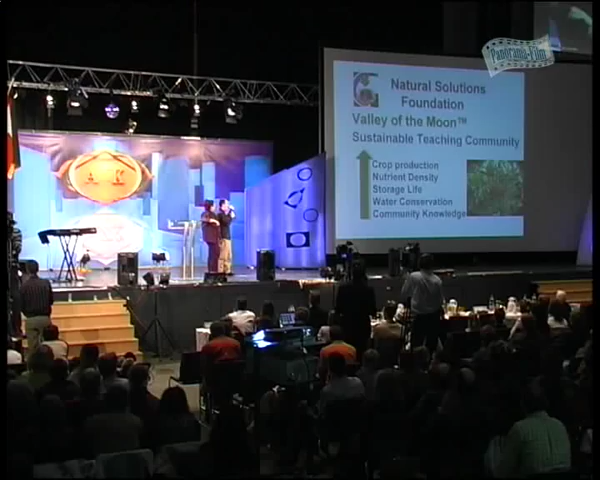 Panorama-Film
Natural Solutions
Foundation
Valley of the Moon™
Sustainable Teaching Community
Crop production
Nutrient Density
Storage Life
Water Conservation
Community Knowledge